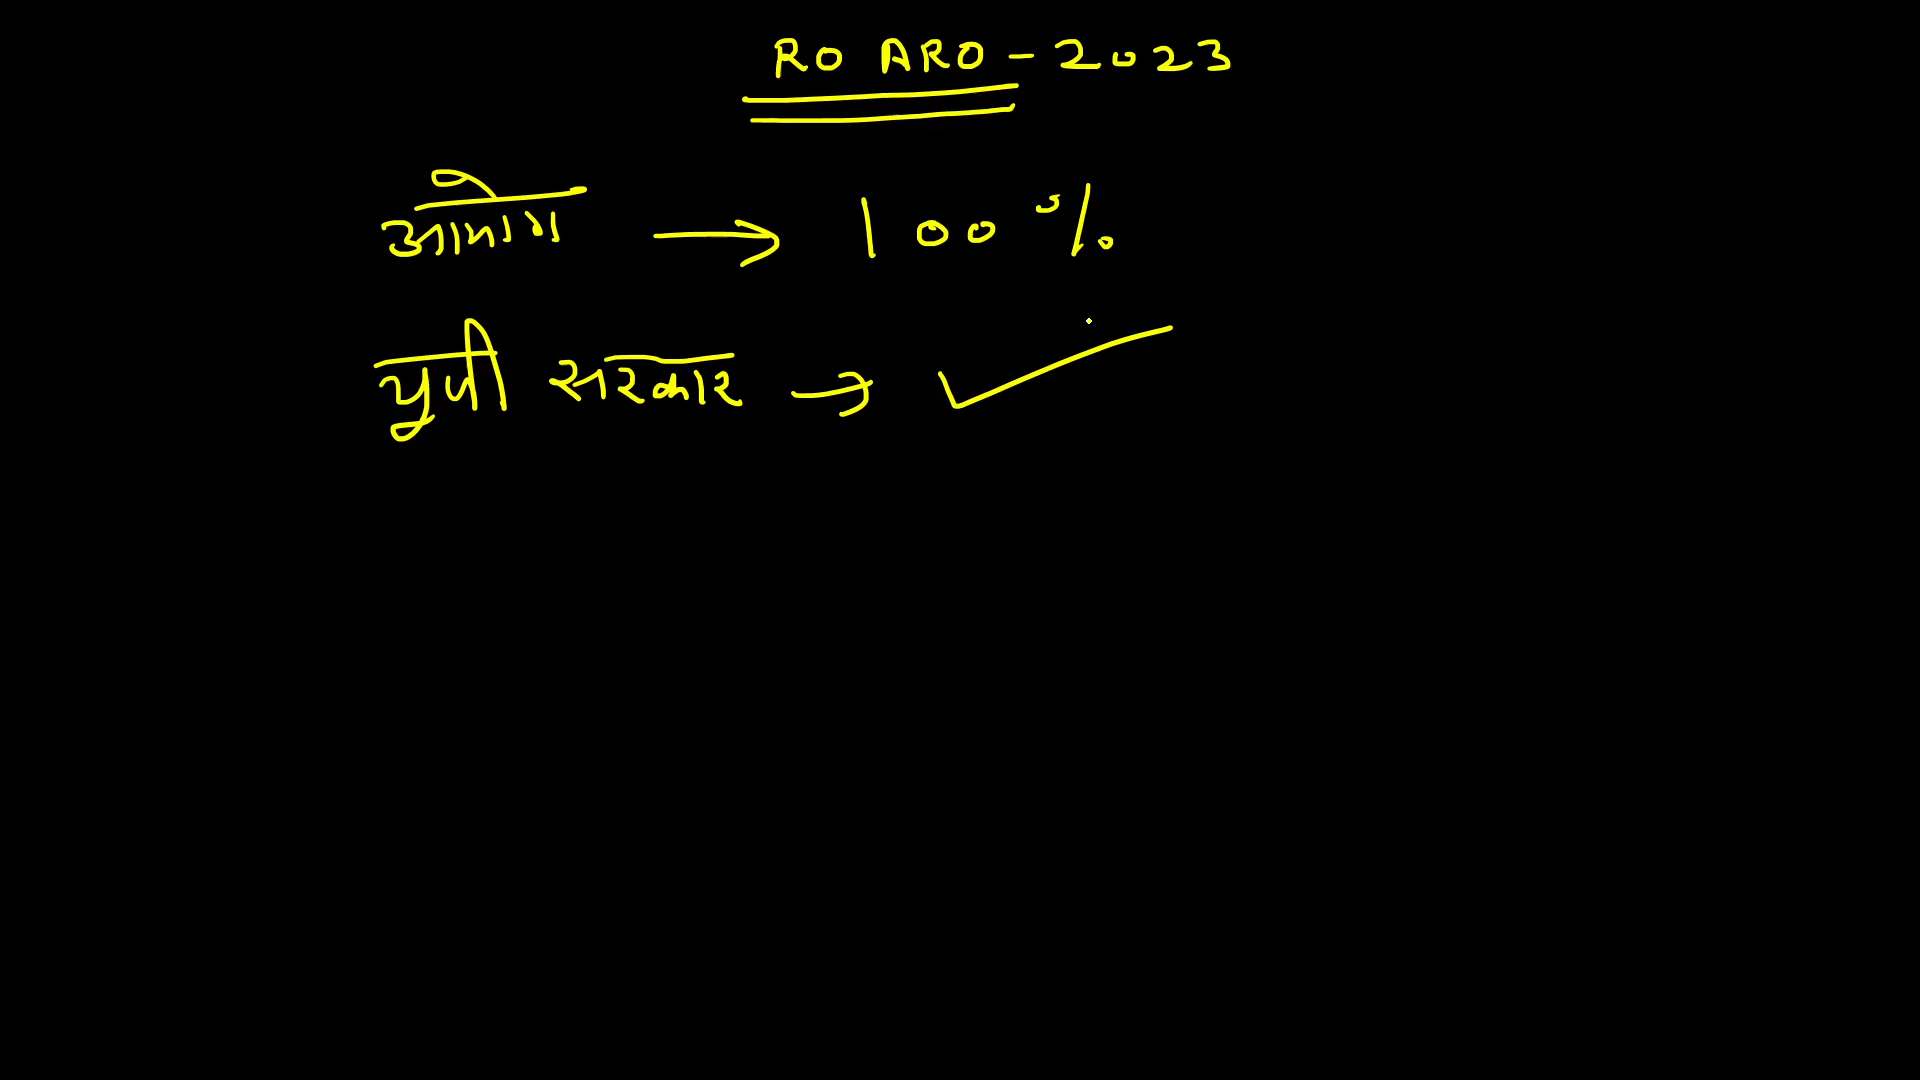 RO ARO - 2023
आयोग → 100%
यूपी सरकार → ✓